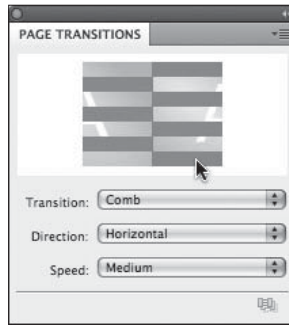 PAGE TRANSITIONS
Transition: Comb
Direction: Horizontal
Speed: Medium